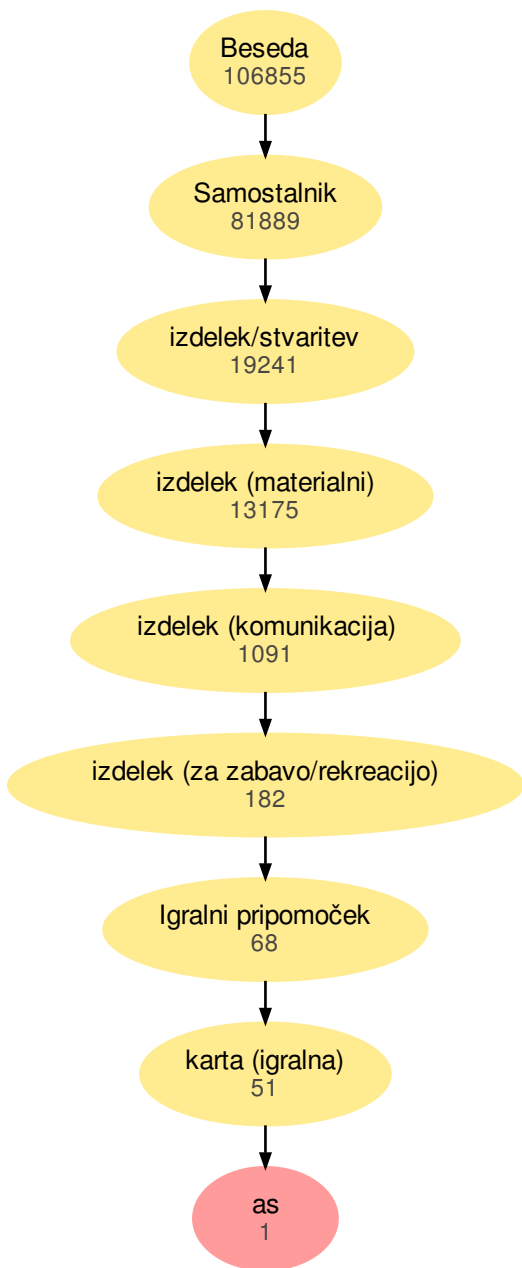 Beseda
106855
Samostalnik
81889
izdelek/stvaritev
19241
izdelek (materialni)
13175
izdelek (komunikacija)
1091
izdelek (za zabavo/rekreacijo)
182
Igralni pripomoček
68
karta (igralna)
51
as
1